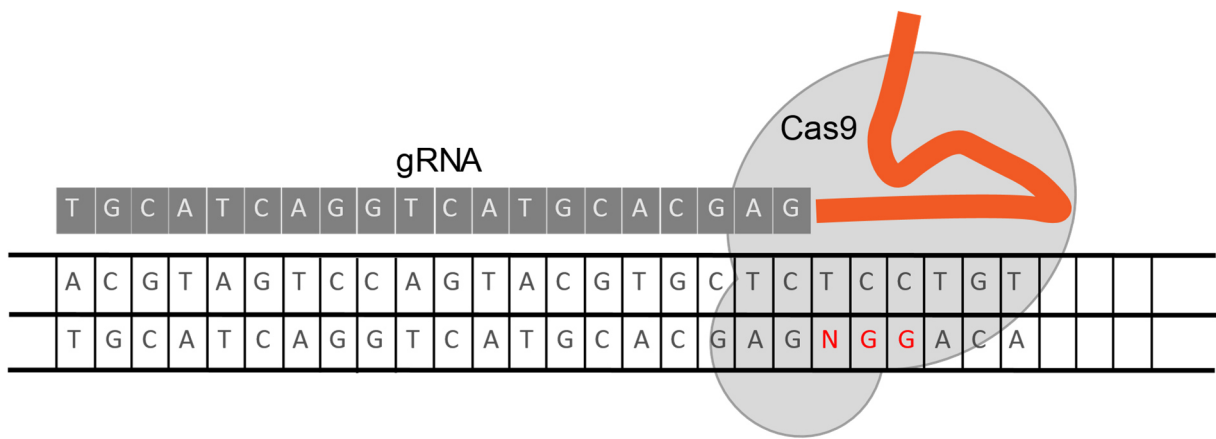 Cas9
gRNA
T G C A T C A G G T C A T G C A C G A G
A C G T A G T C C A G T A C G T G C T C T C C T G T
T G C A T C A G G T C A T G C A C G A G N G G A C A